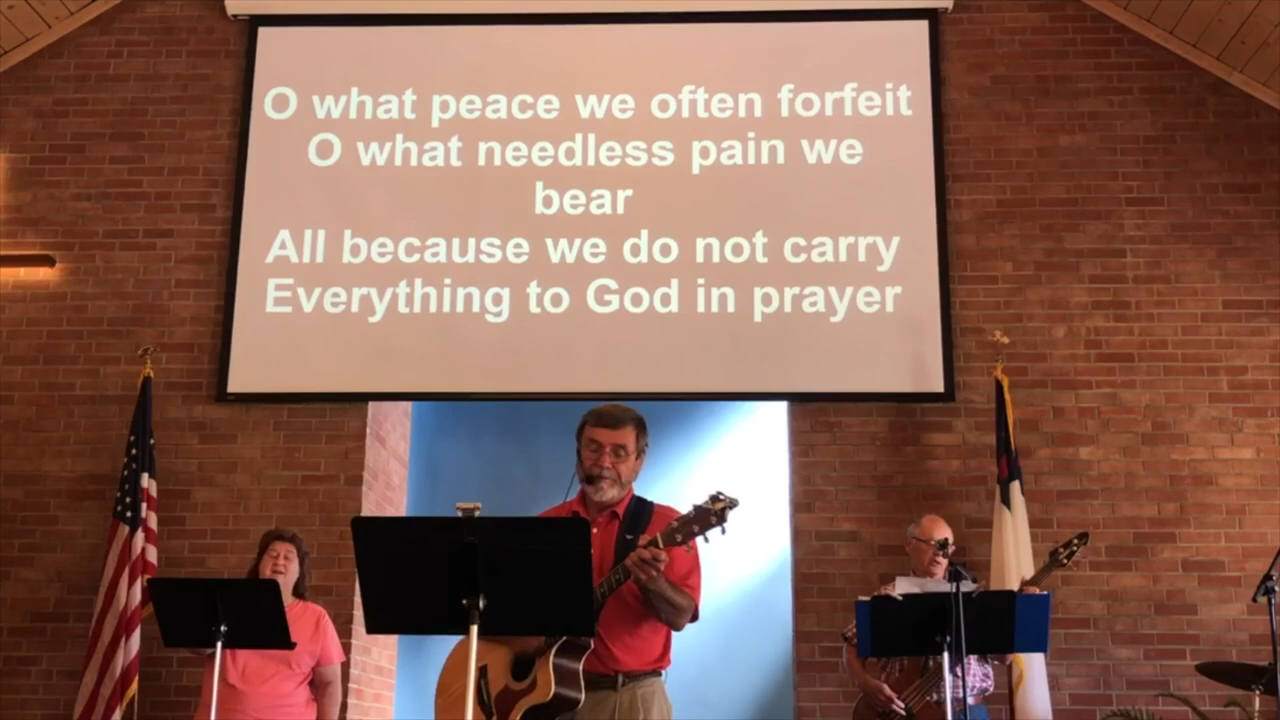 O what peace we often forfeit
O what needless pain we
bear
All because we do not carry
Everything to God in prayer